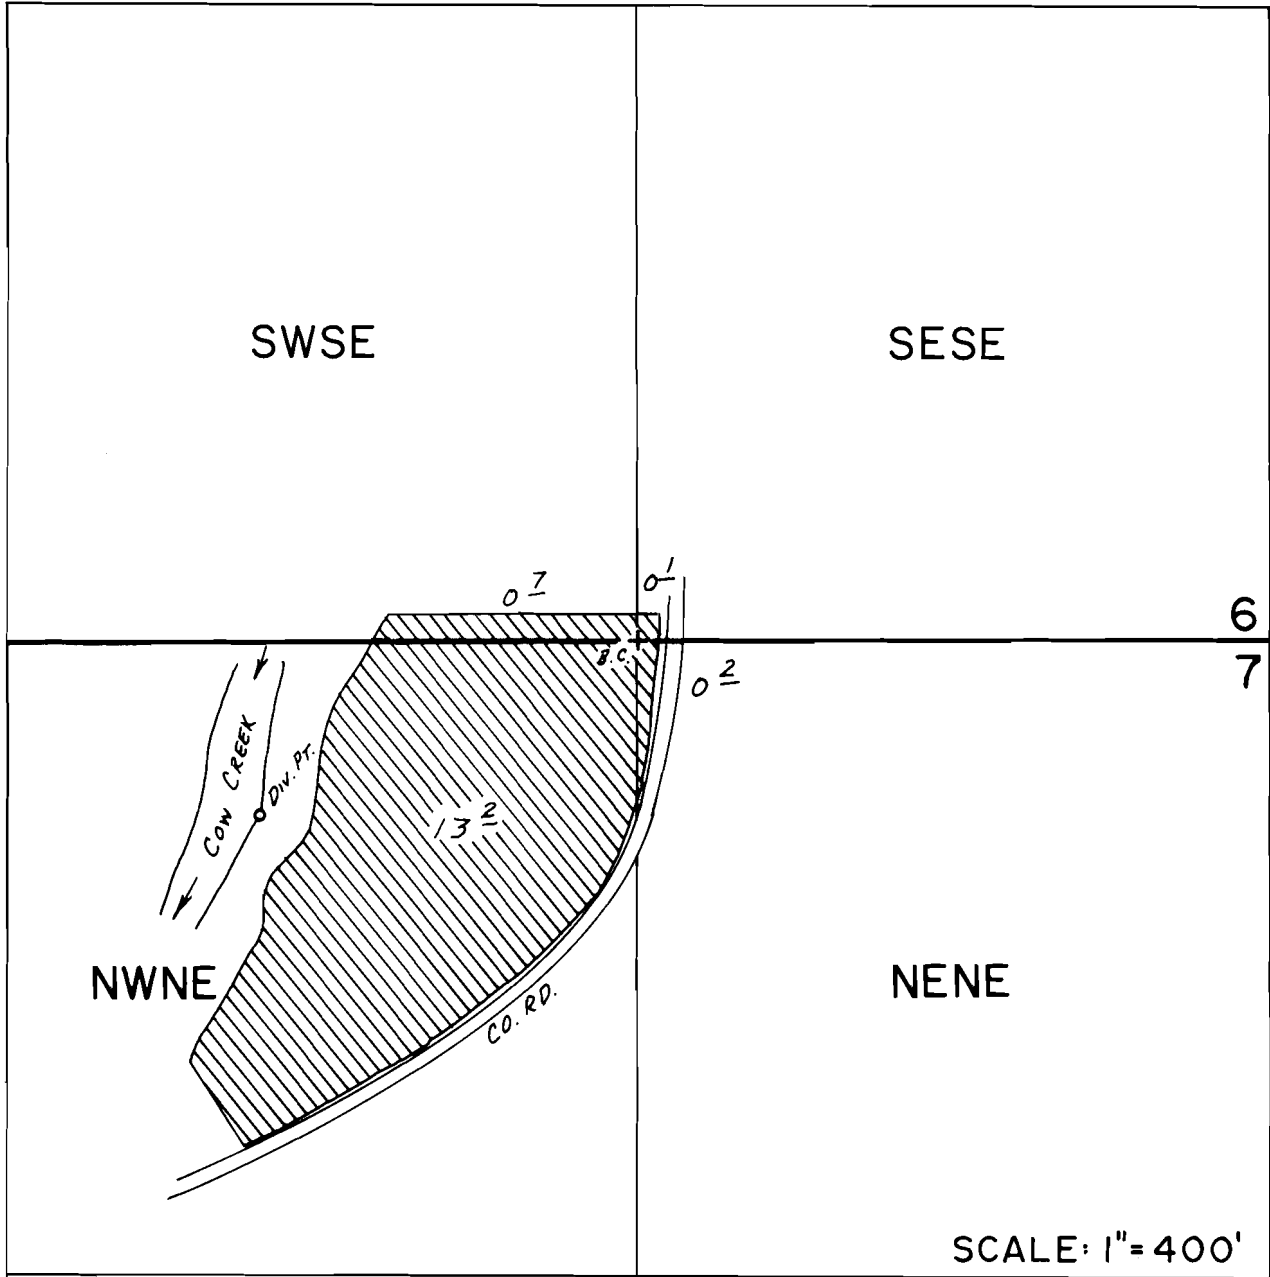 SWSE
SESE
0 7
0 1
6
B.C.
7
0 2
COW CREEK
DIV. PT.
13 2
NWNE
NENE
CO. RD.
SCALE: 1"=400'